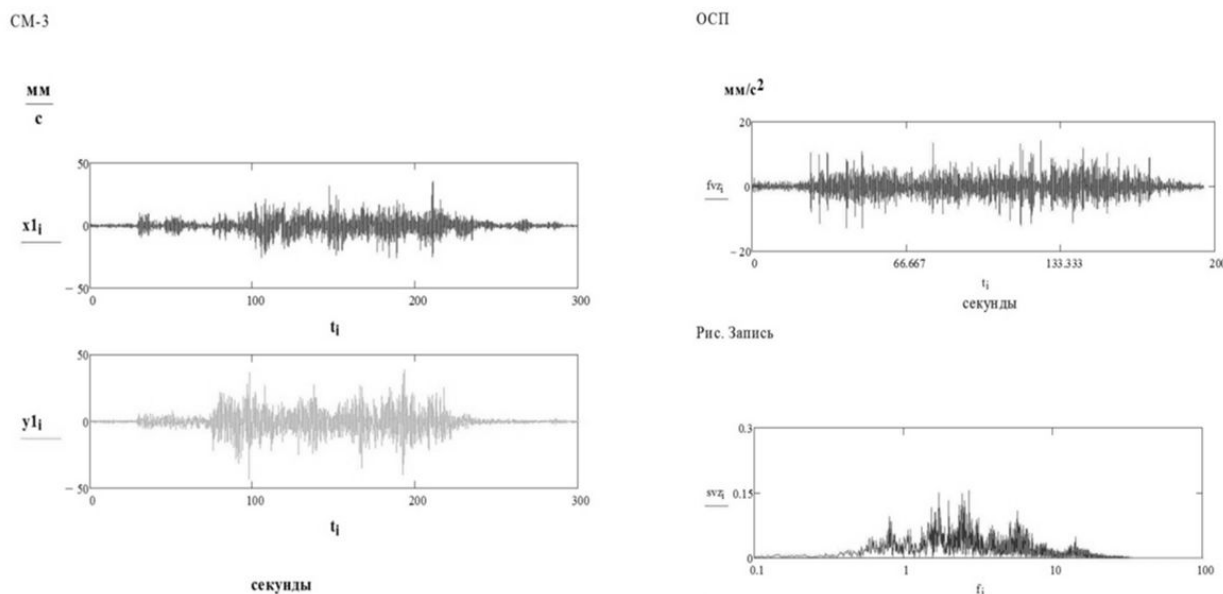 СМ-3
мм
с
50
x1i
0
− 50
0
100
200
300
ti
50
y1i
0
− 50
0
100
200
300
ti
секунды
ОСП
мм/с2
20
fvzi
0
− 20
0
66.667
133.333
200
ti
секунды
Рис. Запись
0.3
svzi
0.15
0
0.1
1
10
100
fi